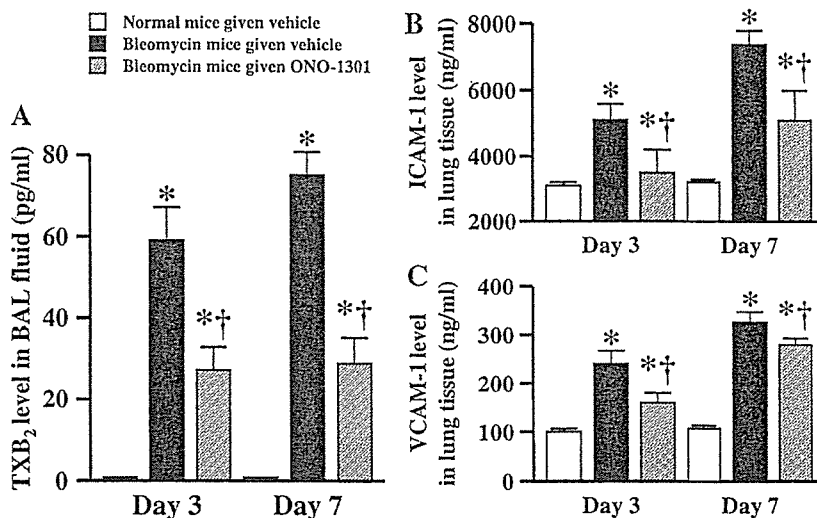 Normal mice given vehicle
Bleomycin mice given vehicle
Bleomycin mice given ONO-1301
A
TXB2 level in BAL fluid (pg/ml)
80
60
40
20
0
*
*†
*
*†
Day 3
Day 7
B
ICAM-1 level
in lung tissue (ng/ml)
8000
6000
4000
2000
*
*†
*
*†
Day 3
Day 7
C
VCAM-1 level
in lung tissue (ng/ml)
400
300
200
100
0
*
*†
*
*†
Day 3
Day 7